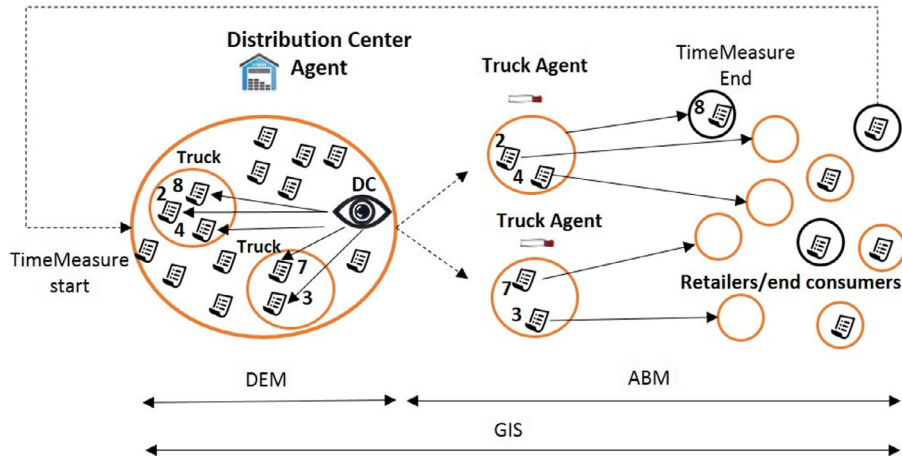 Distribution Center
Agent
Truck Agent
TimeMeasure
End
8
2
4
Truck
8
2
4
DC
Truck
7
3
Truck Agent
7
3
TimeMeasure
start
Retailers/end consumers
DEM
ABM
GIS